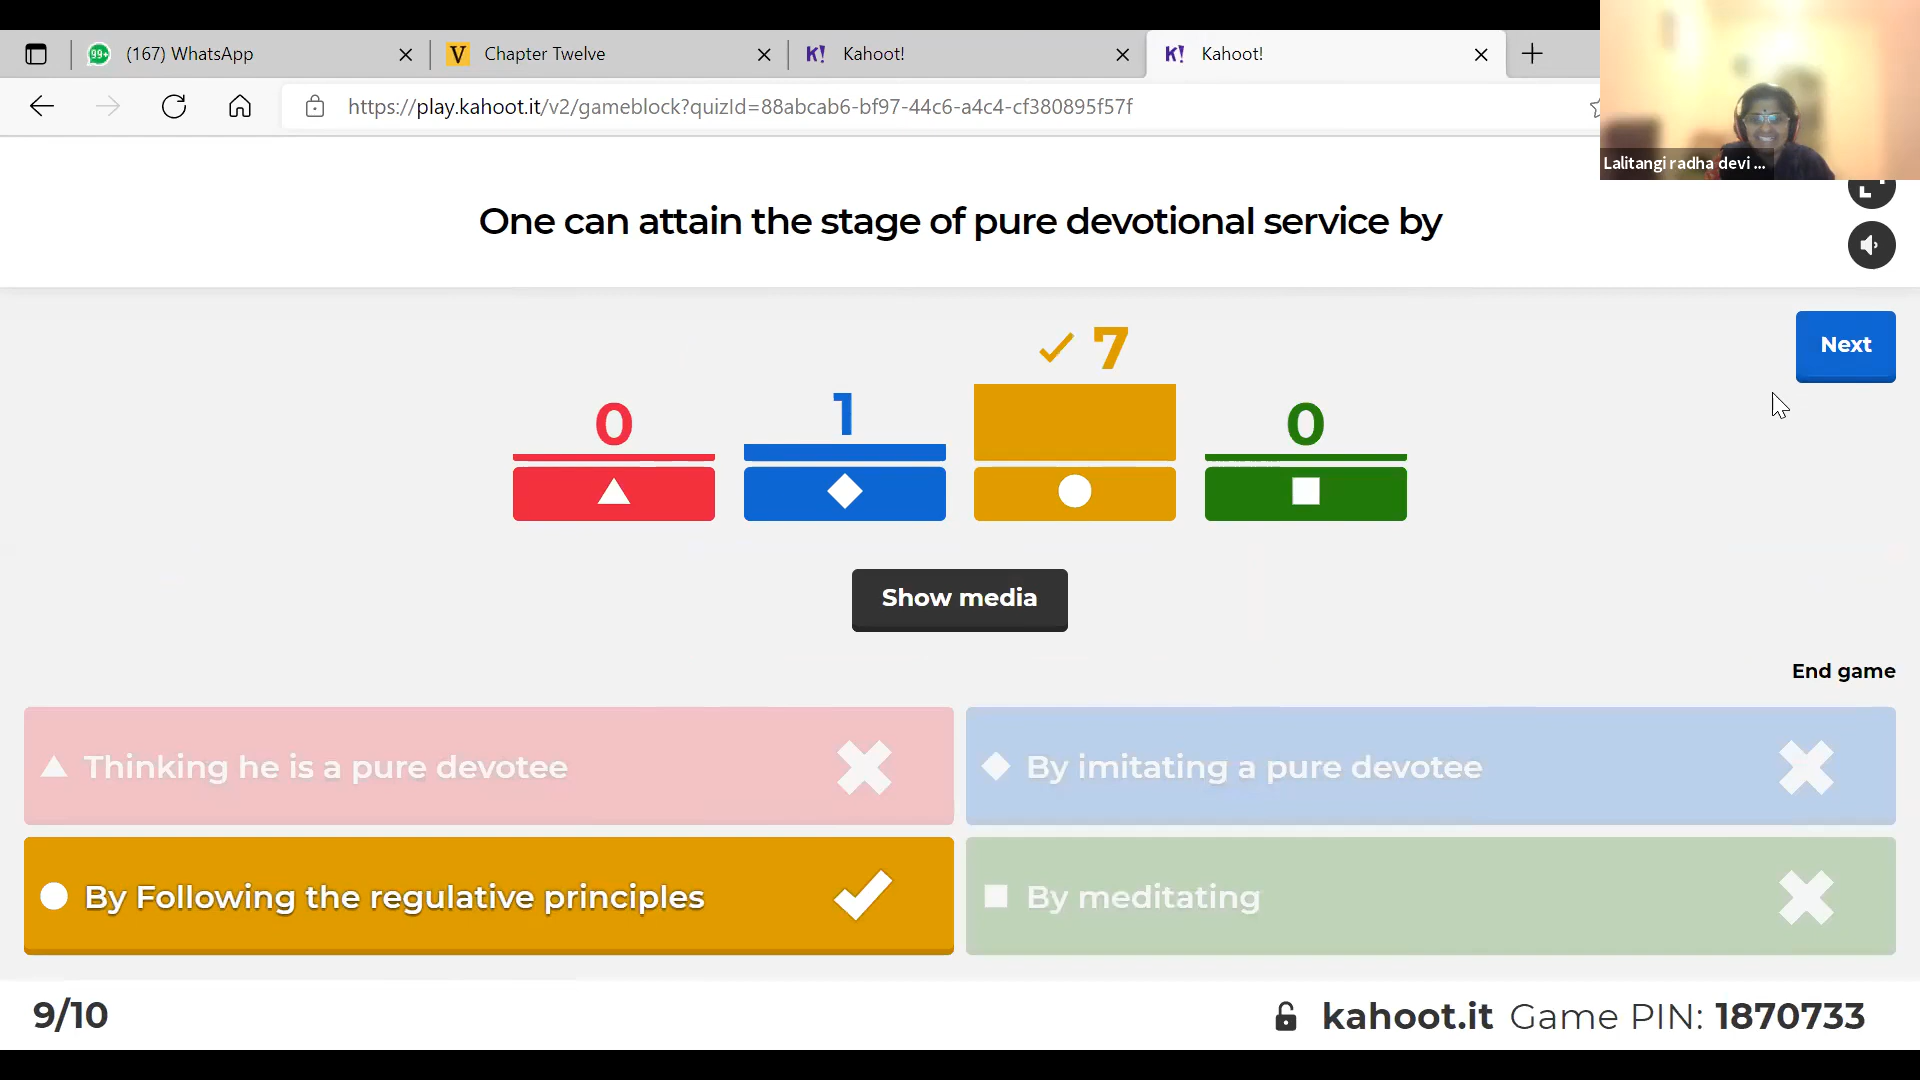 (167) WhatsApp
Chapter Twelve
Kahoot!
Kahoot!
https://play.kahoot.it/v2/gameblock?quizId=88abcab6-bf97-44c6-a4c4-cf380895f57f
Lalitangi radha devi ...
One can attain the stage of pure devotional service by
Next
0
1
7
0
Show media
End game
Thinking he is a pure devotee
By imitating a pure devotee
By Following the regulative principles
By meditating
9/10
kahoot.it Game PIN: 1870733